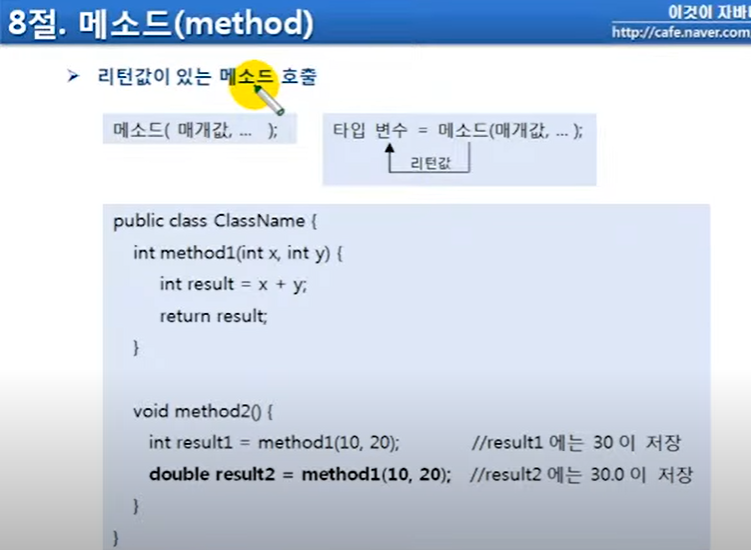 8절. 메소드(method)
이것이 자바
http://cafe.naver.com
➤ 리턴값이 있는 메소드 호출
메소드( 매개값, ... );
타입 변수 = 메소드(매개값, ... );
리턴값
public class ClassName {
int method1(int x, int y) {
int result = x + y;
return result;
}
void method2() {
int result1 = method1(10, 20); //result1 에는 30 이 저장
double result2 = method1(10, 20); //result2 에는 30.0 이 저장
}
}